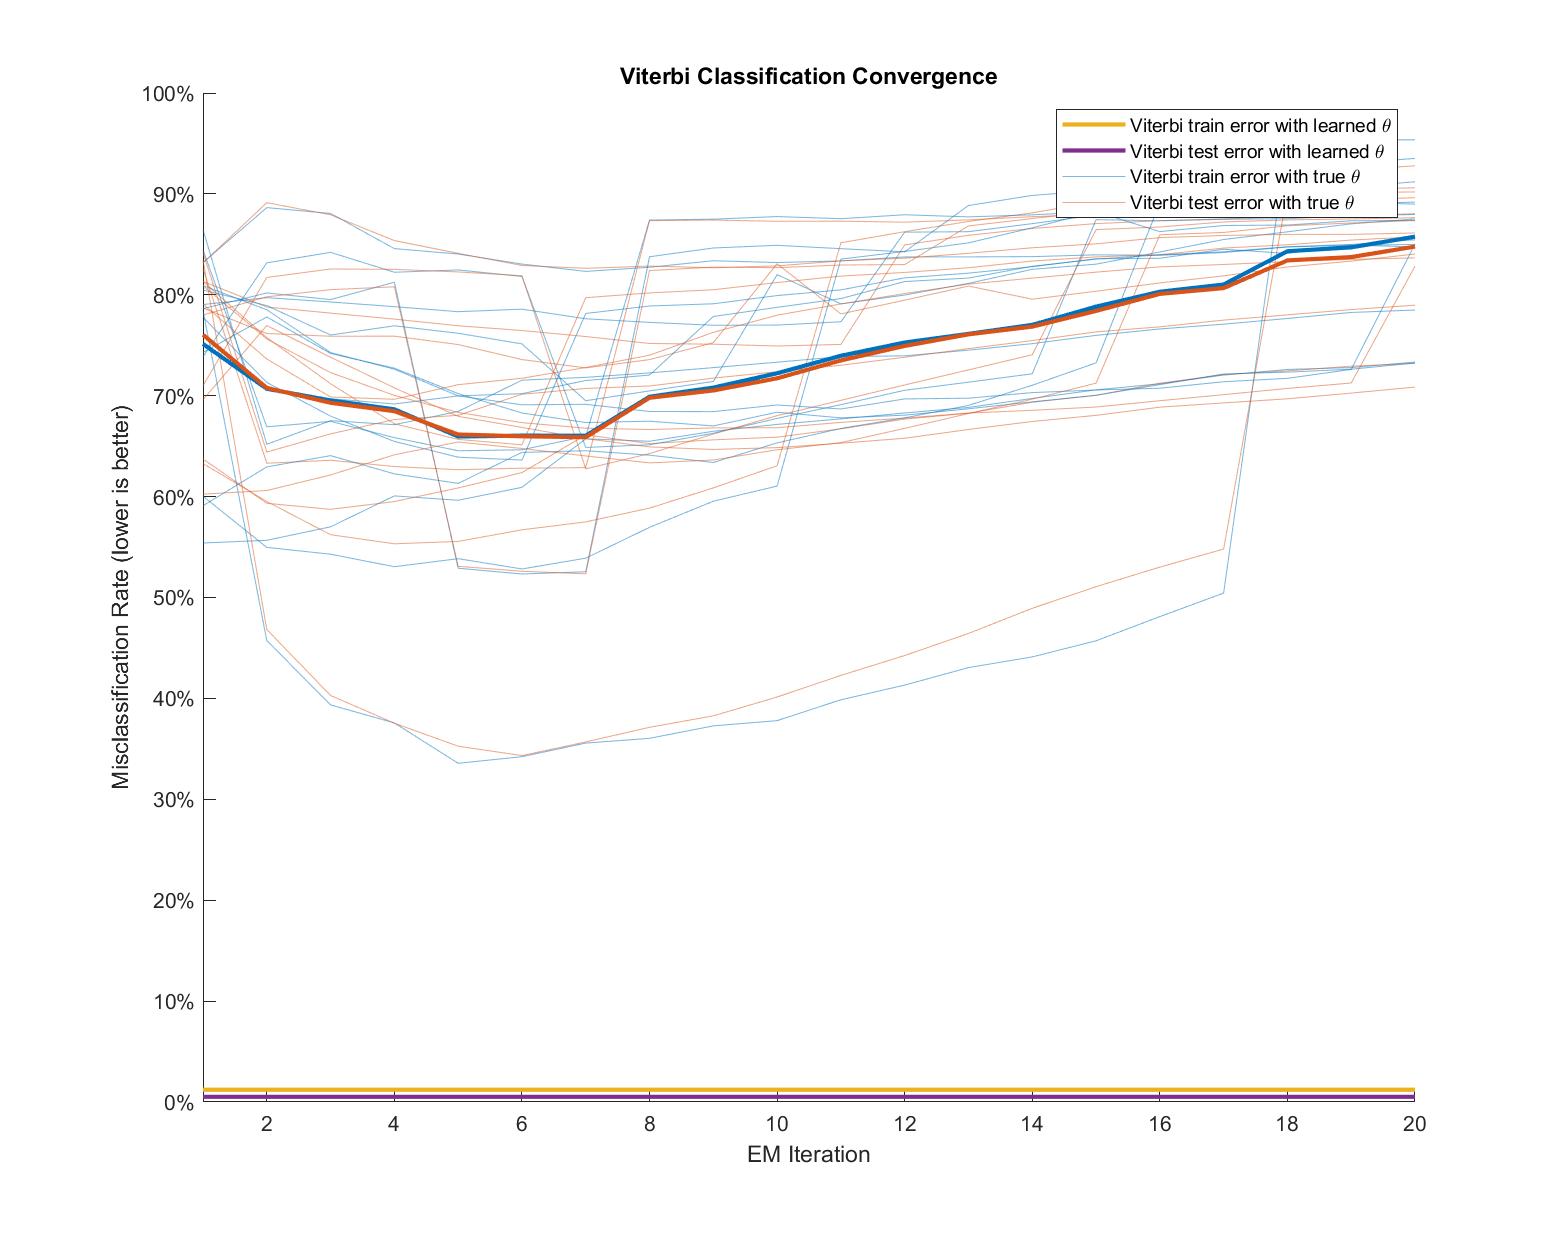 Viterbi Classification Convergence
100%
90%
80%
70%
60%
50%
40%
30%
20%
10%
0%
Misclassification Rate (lower is better)
Viterbi train error with learned θ
Viterbi test error with learned θ
Viterbi train error with true θ
Viterbi test error with true θ
2 4 6 8 10 12 14 16 18 20
EM Iteration